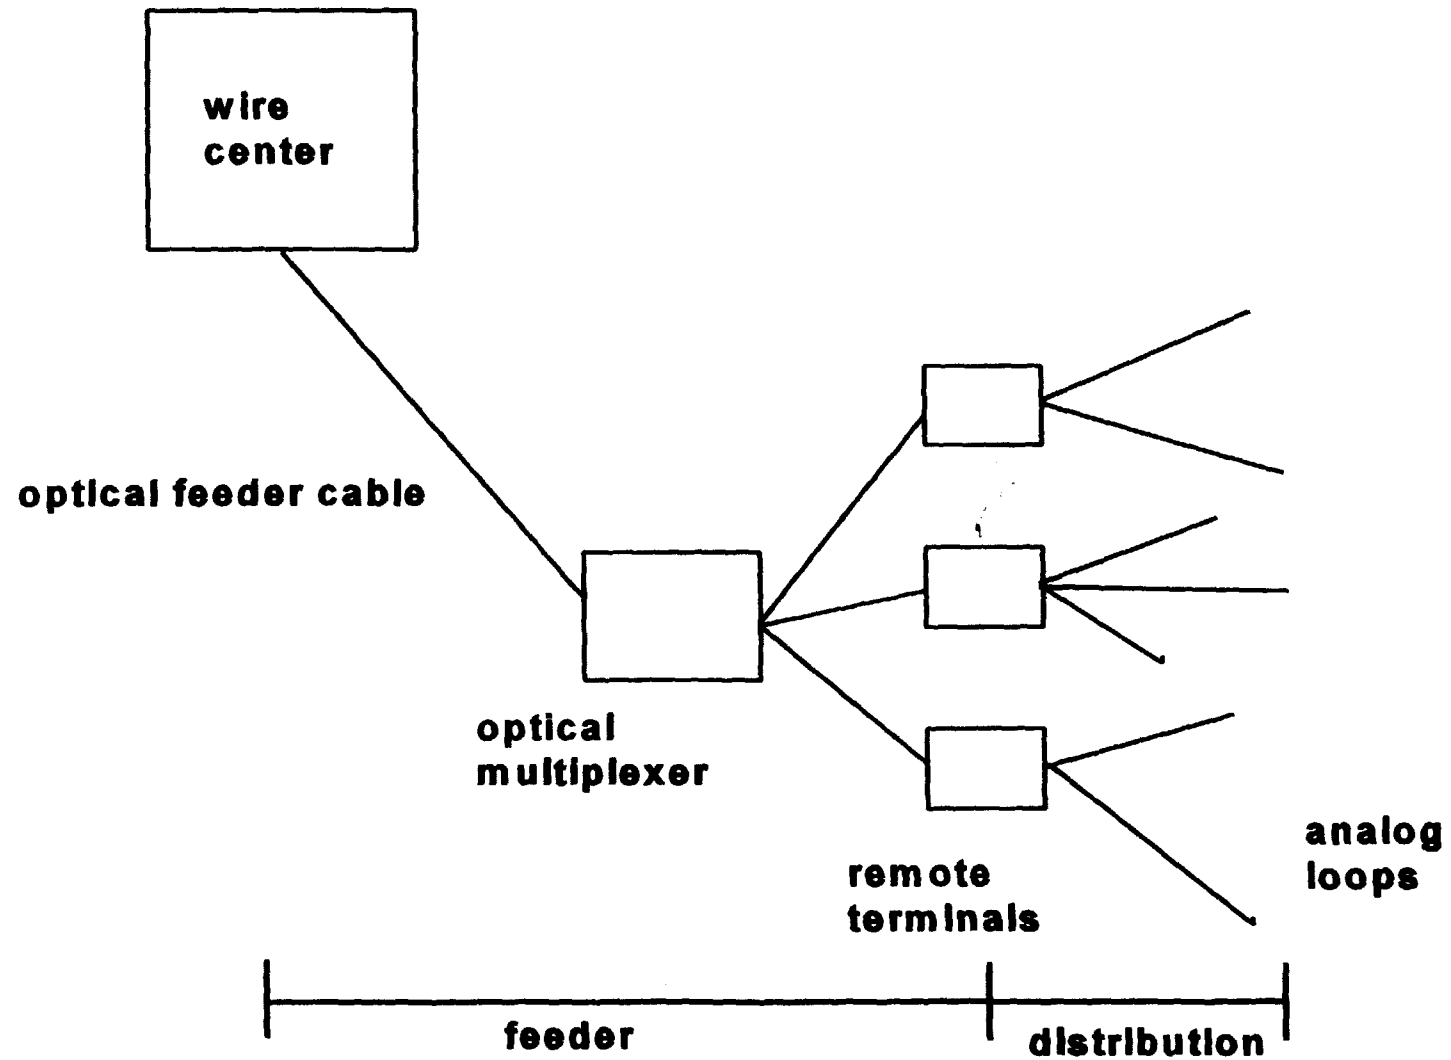 wire
center
optical feeder cable
optical
multiplexer
remote
terminals
analog
loops
feeder
distribution